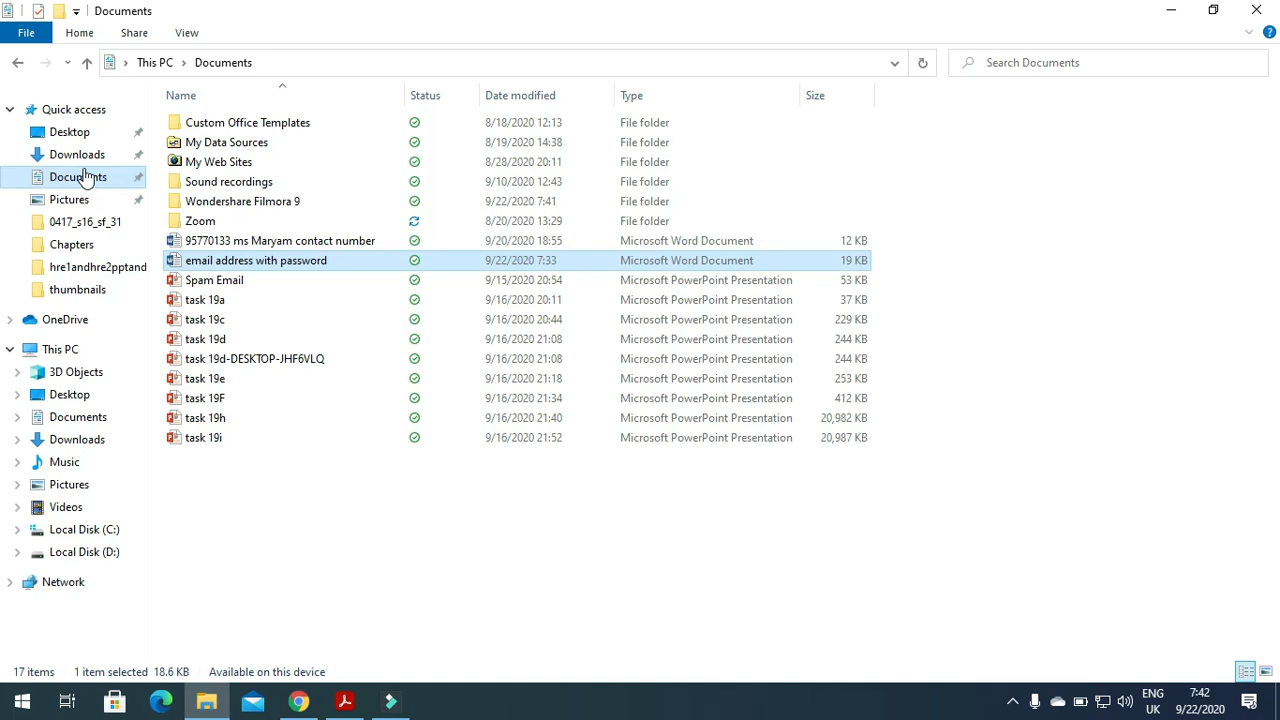 Documents
File Home Share View
This PC Documents Search Documents
Name Status Date modified Type Size
Quick access
Desktop
Downloads
Documents
Pictures
0417_s16_sf_31
Chapters
hre1andhre2pptand
thumbnails
OneDrive
This PC
3D Objects
Desktop
Documents
Downloads
Music
Pictures
Videos
Local Disk (C:)
Local Disk (D:)
Network
Custom Office Templates 8/18/2020 12:13 File folder
My Data Sources 8/19/2020 14:38 File folder
My Web Sites 8/28/2020 20:11 File folder
Sound recordings 9/10/2020 12:43 File folder
Wondershare Filmora 9 9/22/2020 7:41 File folder
Zoom 8/20/2020 13:29 File folder
95770133 ms Maryam contact number 9/20/2020 18:55 Microsoft Word Document 12 KB
email address with password 9/22/2020 7:33 Microsoft Word Document 19 KB
Spam Email 9/15/2020 20:54 Microsoft PowerPoint Presentation 53 KB
task 19a 9/16/2020 20:11 Microsoft PowerPoint Presentation 37 KB
task 19c 9/16/2020 20:44 Microsoft PowerPoint Presentation 229 KB
task 19d 9/16/2020 21:08 Microsoft PowerPoint Presentation 244 KB
task 19d-DESKTOP-JHF6VLQ 9/16/2020 21:08 Microsoft PowerPoint Presentation 244 KB
task 19e 9/16/2020 21:18 Microsoft PowerPoint Presentation 253 KB
task 19F 9/16/2020 21:34 Microsoft PowerPoint Presentation 412 KB
task 19h 9/16/2020 21:40 Microsoft PowerPoint Presentation 20,982 KB
task 19i 9/16/2020 21:52 Microsoft PowerPoint Presentation 20,987 KB
17 items 1 item selected 18.6 KB Available on this device
ENG 7:42
UK 9/22/2020